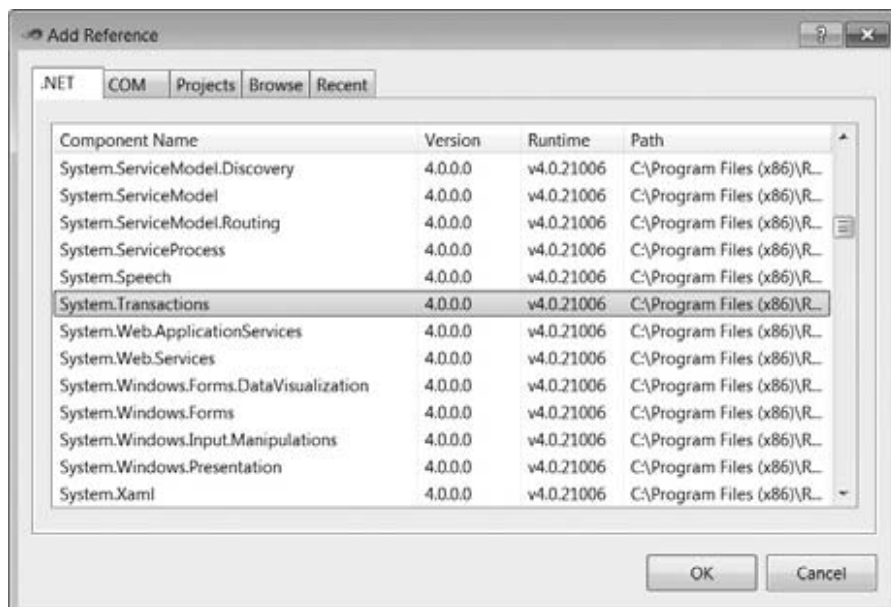 Add Reference
.NET COM Projects Browse Recent
Component Name Version Runtime Path
System.ServiceModel.Discovery 4.0.0.0 v4.0.21006 C:\Program Files (x86)\R...
System.ServiceModel 4.0.0.0 v4.0.21006 C:\Program Files (x86)\R...
System.ServiceModel.Routing 4.0.0.0 v4.0.21006 C:\Program Files (x86)\R...
System.ServiceProcess 4.0.0.0 v4.0.21006 C:\Program Files (x86)\R...
System.Speech 4.0.0.0 v4.0.21006 C:\Program Files (x86)\R...
System.Transactions 4.0.0.0 v4.0.21006 C:\Program Files (x86)\R...
System.Web.ApplicationServices 4.0.0.0 v4.0.21006 C:\Program Files (x86)\R...
System.Web.Services 4.0.0.0 v4.0.21006 C:\Program Files (x86)\R...
System.Windows.Forms.DataVisualization 4.0.0.0 v4.0.21006 C:\Program Files (x86)\R...
System.Windows.Forms 4.0.0.0 v4.0.21006 C:\Program Files (x86)\R...
System.Windows.Input.Manipulations 4.0.0.0 v4.0.21006 C:\Program Files (x86)\R...
System.Windows.Presentation 4.0.0.0 v4.0.21006 C:\Program Files (x86)\R...
System.Xaml 4.0.0.0 v4.0.21006 C:\Program Files (x86)\R...
OK Cancel